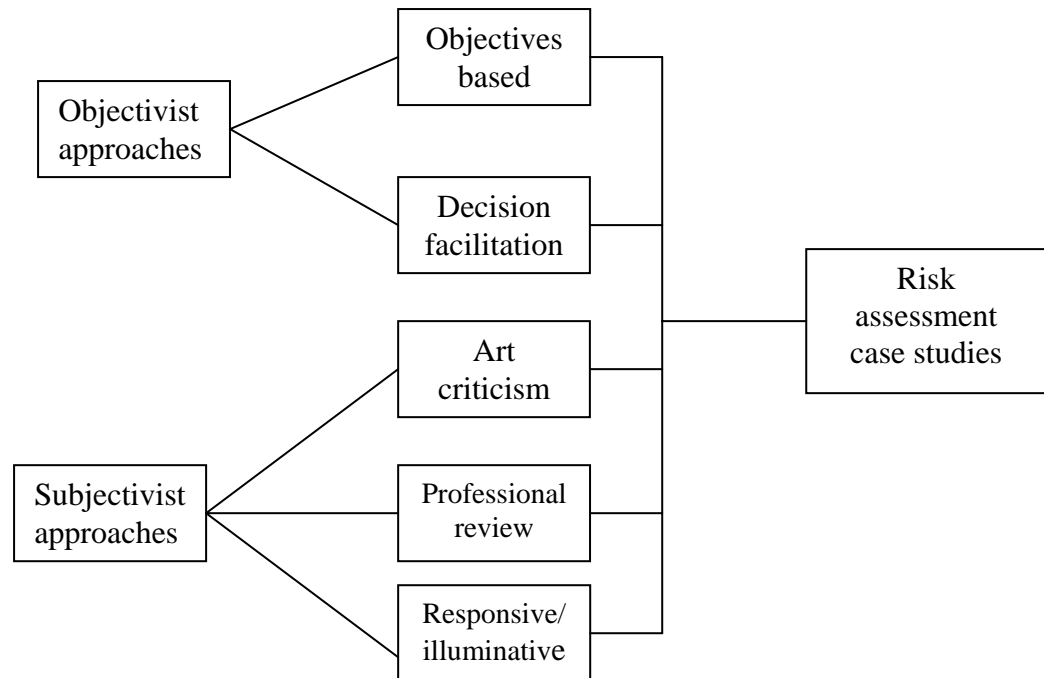 Objectivist
approaches
Objectives
based
Decision
facilitation
Subjectivist
approaches
Art
criticism
Professional
review
Responsive/
illuminative
Risk
assessment
case studies